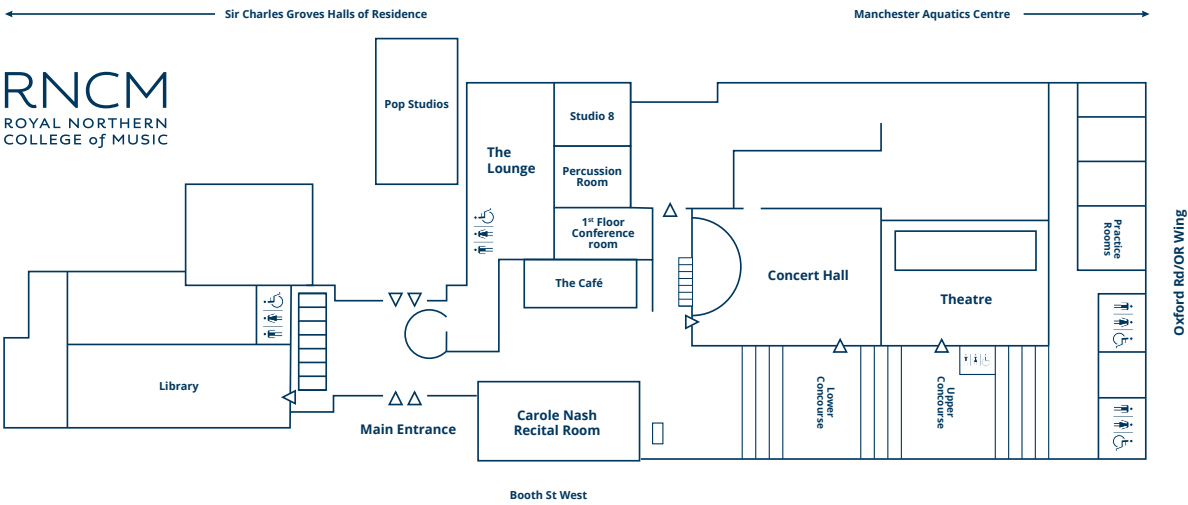 Sir Charles Groves Halls of Residence
Manchester Aquatics Centre
RNCM
ROYAL NORTHERN
COLLEGE of MUSIC
Pop Studios
Studio 8
The
Lounge
Percussion
Room
1st Floor
Conference
room
The Café
Concert Hall
Theatre
Practice
Rooms
Oxford Rd/OR Wing
Library
Main Entrance
Carole Nash
Recital Room
Lower
Concourse
Upper
Concourse
Booth St West